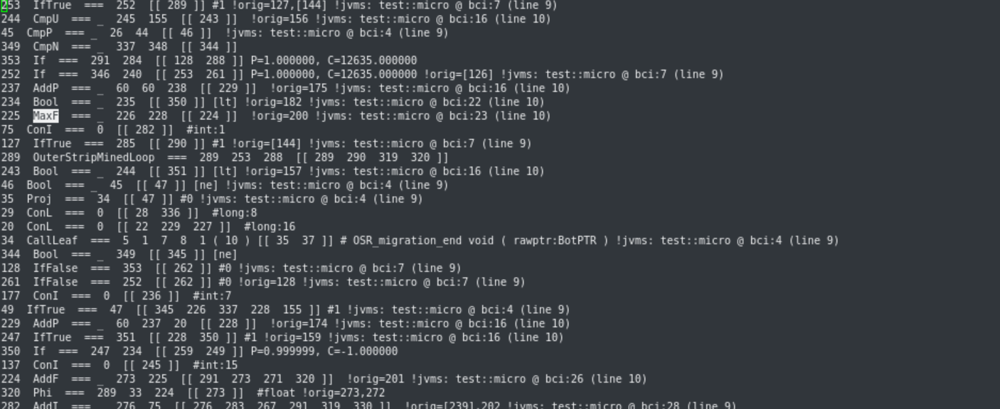 253  IfTrue  ===  252  [[ 289 ]] #1 !orig=127,[144] !jvms: test::micro @ bci:7 (line 9)
244  CmpU  === _  245  155  [[ 243 ]]  !orig=156 !jvms: test::micro @ bci:16 (line 10)
45  CmpP  === _  26  44  [[ 46 ]]  !jvms: test::micro @ bci:4 (line 9)
349  CmpN  === _  337  348  [[ 344 ]]
353  If  ===  291  284  [[ 128  288 ]] P=1.000000, C=12635.000000
252  If  ===  346  240  [[ 253  261 ]] P=1.000000, C=12635.000000 !orig=[126] !jvms: test::micro @ bci:7 (line 9)
237  AddP  === _  60  60  238  [[ 229 ]]  !orig=175 !jvms: test::micro @ bci:16 (line 10)
234  Bool  === _  235  [[ 350 ]] [lt] !orig=182 !jvms: test::micro @ bci:22 (line 10)
225  MaxF  === _  226  228  [[ 224 ]]  !orig=200 !jvms: test::micro @ bci:23 (line 10)
75  ConI  ===  0  [[ 282 ]]  #int:1
127  IfTrue  ===  285  [[ 290 ]] #1 !orig=[144] !jvms: test::micro @ bci:7 (line 9)
289  OuterStripMinedLoop  ===  289  253  288  [[ 289  290  319  320 ]]
243  Bool  === _  244  [[ 351 ]] [lt] !orig=157 !jvms: test::micro @ bci:16 (line 10)
46  Bool  === _  45  [[ 47 ]] [ne] !jvms: test::micro @ bci:4 (line 9)
35  Proj  ===  34  [[ 47 ]] #0 !jvms: test::micro @ bci:4 (line 9)
29  ConL  ===  0  [[ 28  336 ]]  #long:8
20  ConL  ===  0  [[ 22  229  227 ]]  #long:16
34  CallLeaf  ===  5  1  7  8  1 ( 10 ) [[ 35  37 ]] # OSR_migration_end void ( rawptr:BotPTR ) !jvms: test::micro @ bci:4 (line 9)
344  Bool  === _  349  [[ 345 ]] [ne]
128  IfFalse  ===  353  [[ 262 ]] #0 !jvms: test::micro @ bci:7 (line 9)
261  IfFalse  ===  252  [[ 262 ]] #0 !orig=128 !jvms: test::micro @ bci:7 (line 9)
177  ConI  ===  0  [[ 236 ]]  #int:7
49  IfTrue  ===  47  [[ 345  226  337  228  155 ]] #1 !jvms: test::micro @ bci:4 (line 9)
229  AddP  === _  60  237  20  [[ 228 ]]  !orig=174 !jvms: test::micro @ bci:16 (line 10)
247  IfTrue  ===  351  [[ 228  350 ]] #1 !orig=159 !jvms: test::micro @ bci:16 (line 10)
350  If  ===  247  234  [[ 259  249 ]] P=0.999999, C=-1.000000
137  ConI  ===  0  [[ 245 ]]  #int:15
224  AddF  === _  273  225  [[ 291  273  271  320 ]]  !orig=201 !jvms: test::micro @ bci:26 (line 10)
320  Phi  ===  289  33  224  [[ 273 ]]  #float !orig=273,272
282  AddI  === _  276  75  [[ 276  283  267  291  319  330 ]]  !orig=[239],202 !jvms: test::micro @ bci:28 (line 9)